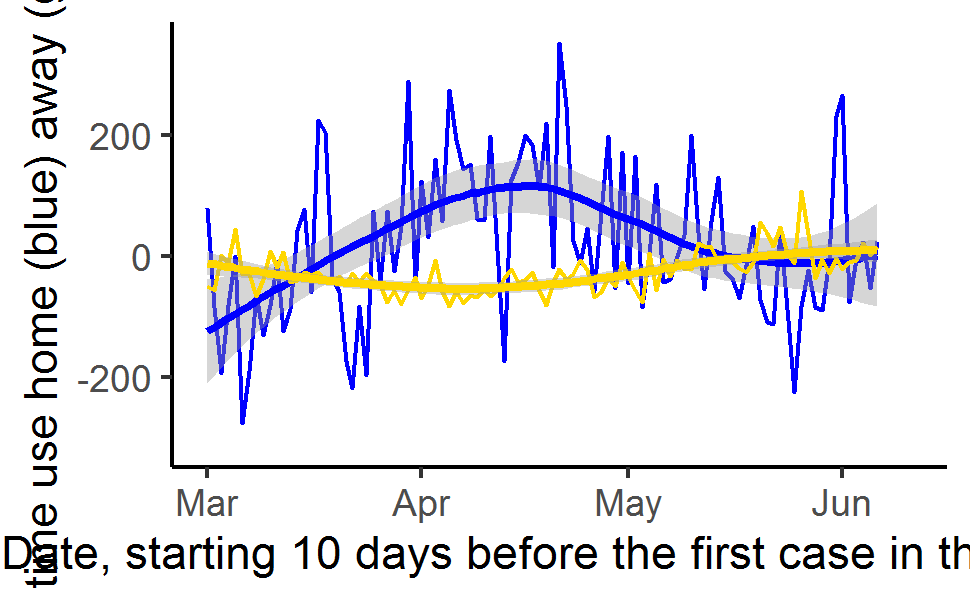 time use home (blue) away (
200
0
-200
Mar Apr May Jun
Date, starting 10 days before the first case in th